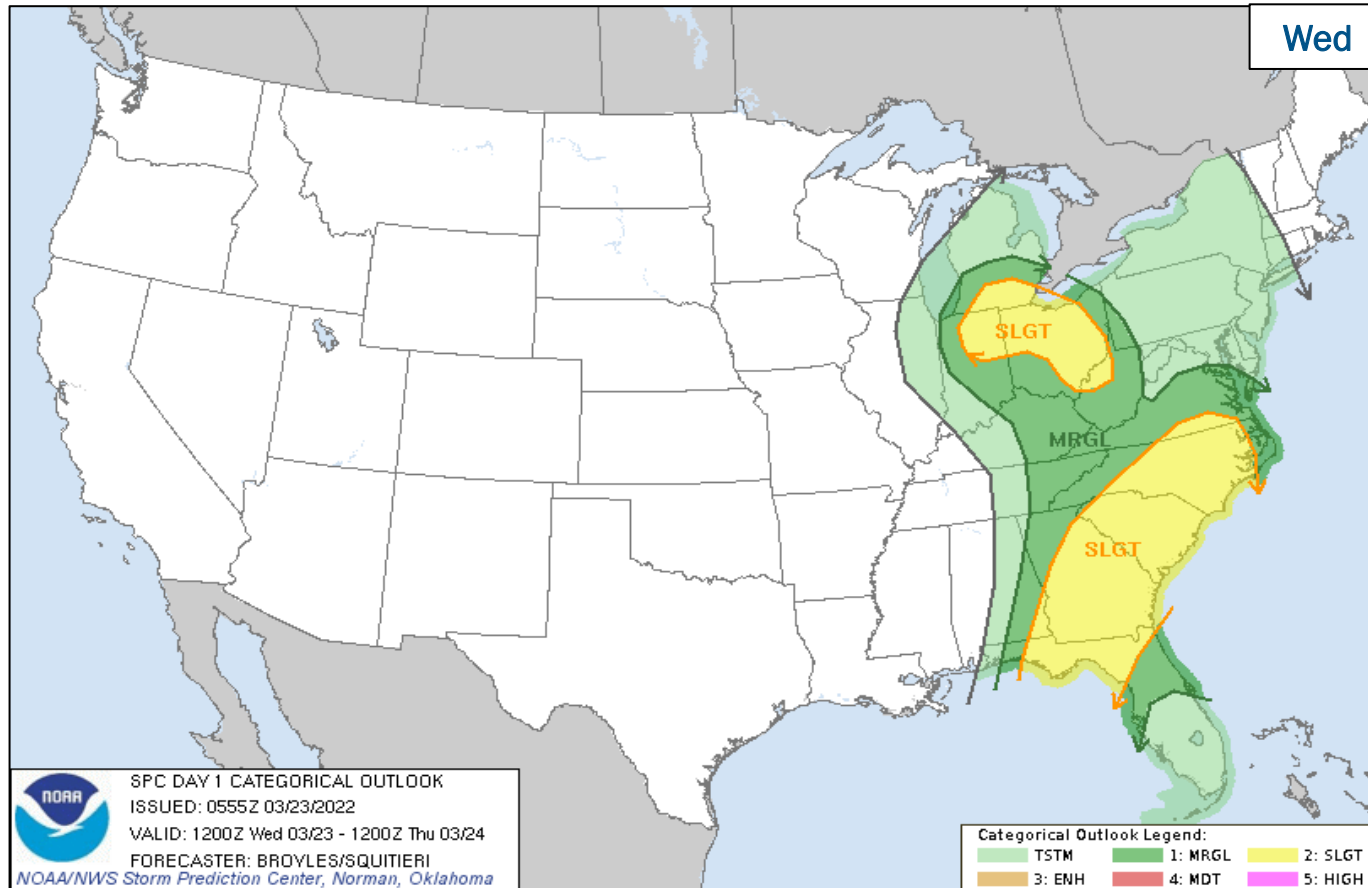 Wed
SLGT
MRGL
SLGT
NOAA
SPC DAY 1 CATEGORICAL OUTLOOK
ISSUED: 0555Z 03/23/2022
VALID: 1200Z Wed 03/23 - 1200Z Thu 03/24
FORECASTER: BROYLES/SQUITIERI
NOAA/NWS Storm Prediction Center, Norman, Oklahoma
Categorical Outlook Legend:
TSTM 1: MRGL 2: SLGT
3: ENH 4: MDT 5: HIGH